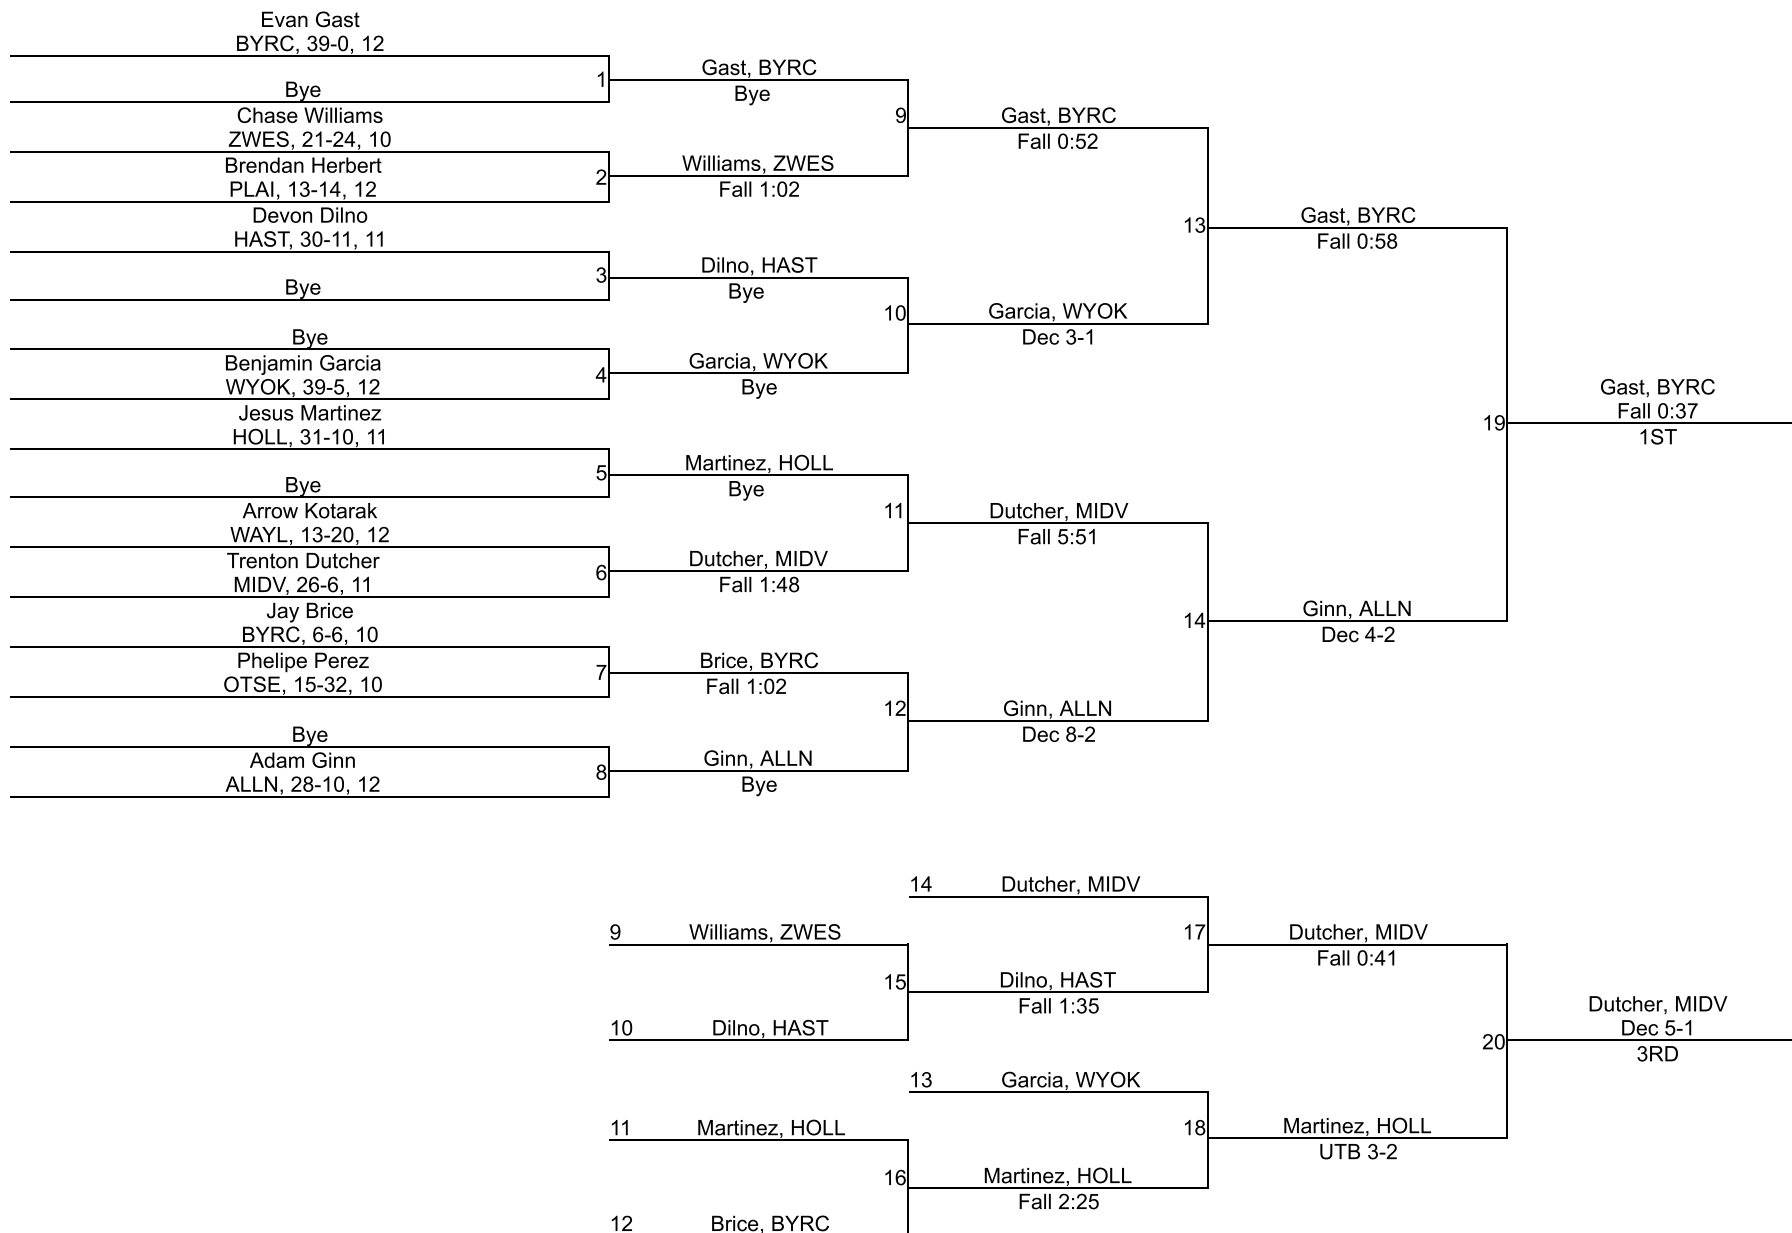 Evan Gast
BYRC, 39-0, 12
Bye
1
Chase Williams
ZWES, 21-24, 10
Brendan Herbert
PLAI, 13-14, 12
2
Devon Dilno
HAST, 30-11, 11
Bye
3
Bye
Benjamin Garcia
WYOK, 39-5, 12
4
Jesus Martinez
HOLL, 31-10, 11
Bye
5
Arrow Kotarak
WAYL, 13-20, 12
Trenton Dutcher
MIDV, 26-6, 11
6
Jay Brice
BYRC, 6-6, 10
Phelipe Perez
OTSE, 15-32, 10
7
Bye
Adam Ginn
ALLN, 28-10, 12
8
Gast, BYRC
Bye
9
Williams, ZWES
Fall 1:02
Dilno, HAST
Bye
10
Garcia, WYOK
Bye
Martinez, HOLL
Bye
11
Dutcher, MIDV
Fall 1:48
Brice, BYRC
Fall 1:02
12
Ginn, ALLN
Bye
Gast, BYRC
Fall 0:52
13
Garcia, WYOK
Dec 3-1
Dutcher, MIDV
Fall 5:51
14
Ginn, ALLN
Dec 8-2
Gast, BYRC
Fall 0:58
19
Ginn, ALLN
Dec 4-2
Gast, BYRC
Fall 0:37
1ST
14 Dutcher, MIDV
9 Williams, ZWES
17
Dutcher, MIDV
Fall 0:41
15
Dilno, HAST
Fall 1:35
10 Dilno, HAST
Dutcher, MIDV
Dec 5-1
20
3RD
13 Garcia, WYOK
11 Martinez, HOLL
18
Martinez, HOLL
UTB 3-2
16
Martinez, HOLL
Fall 2:25
12 Brice, BYRC